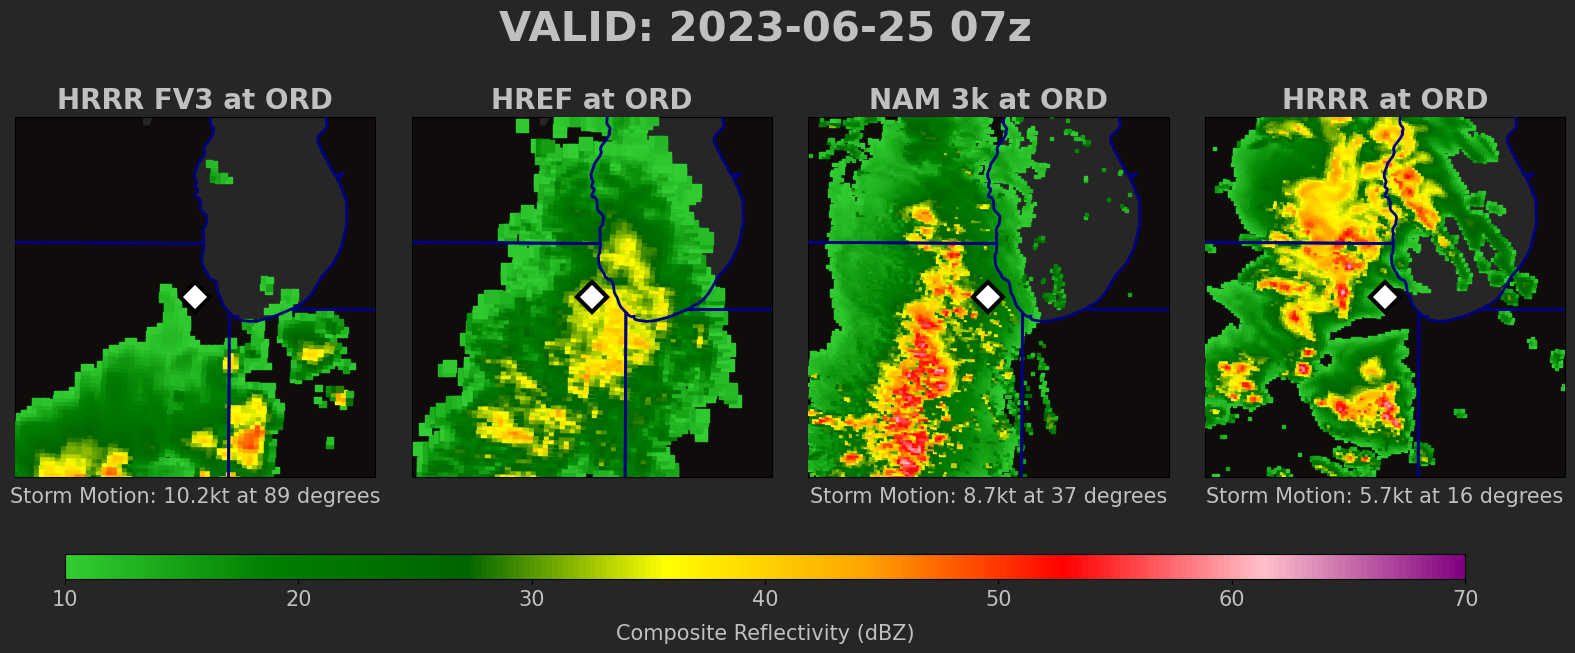 VALID: 2023-06-25 07z
HRRR FV3 at ORD
HREF at ORD
NAM 3k at ORD
HRRR at ORD
Storm Motion: 10.2kt at 89 degrees
Storm Motion: 8.7kt at 37 degrees
Storm Motion: 5.7kt at 16 degrees
10 20 30 40 50 60 70
Composite Reflectivity (dBZ)